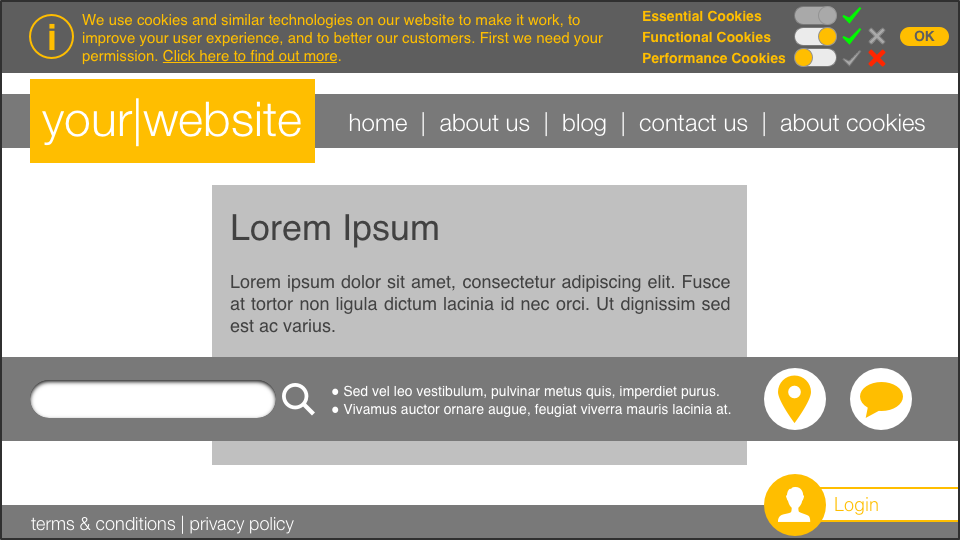 We use cookies and similar technologies on our website to make it work, to
improve your user experience, and to better our customers. First we need your
permission. Click here to find out more.
Essential Cookies
Functional Cookies
Performance Cookies
OK
your|website
home | about us | blog | contact us | about cookies
Lorem Ipsum
Lorem ipsum dolor sit amet, consectetur adipiscing elit. Fusce
at tortor non ligula dictum lacinia id nec orci. Ut dignissim sed
est ac varius.
● Sed vel leo vestibulum, pulvinar metus quis, imperdiet purus.
● Vivamus auctor ornare augue, feugiat viverra mauris lacinia at.
Login
terms & conditions | privacy policy